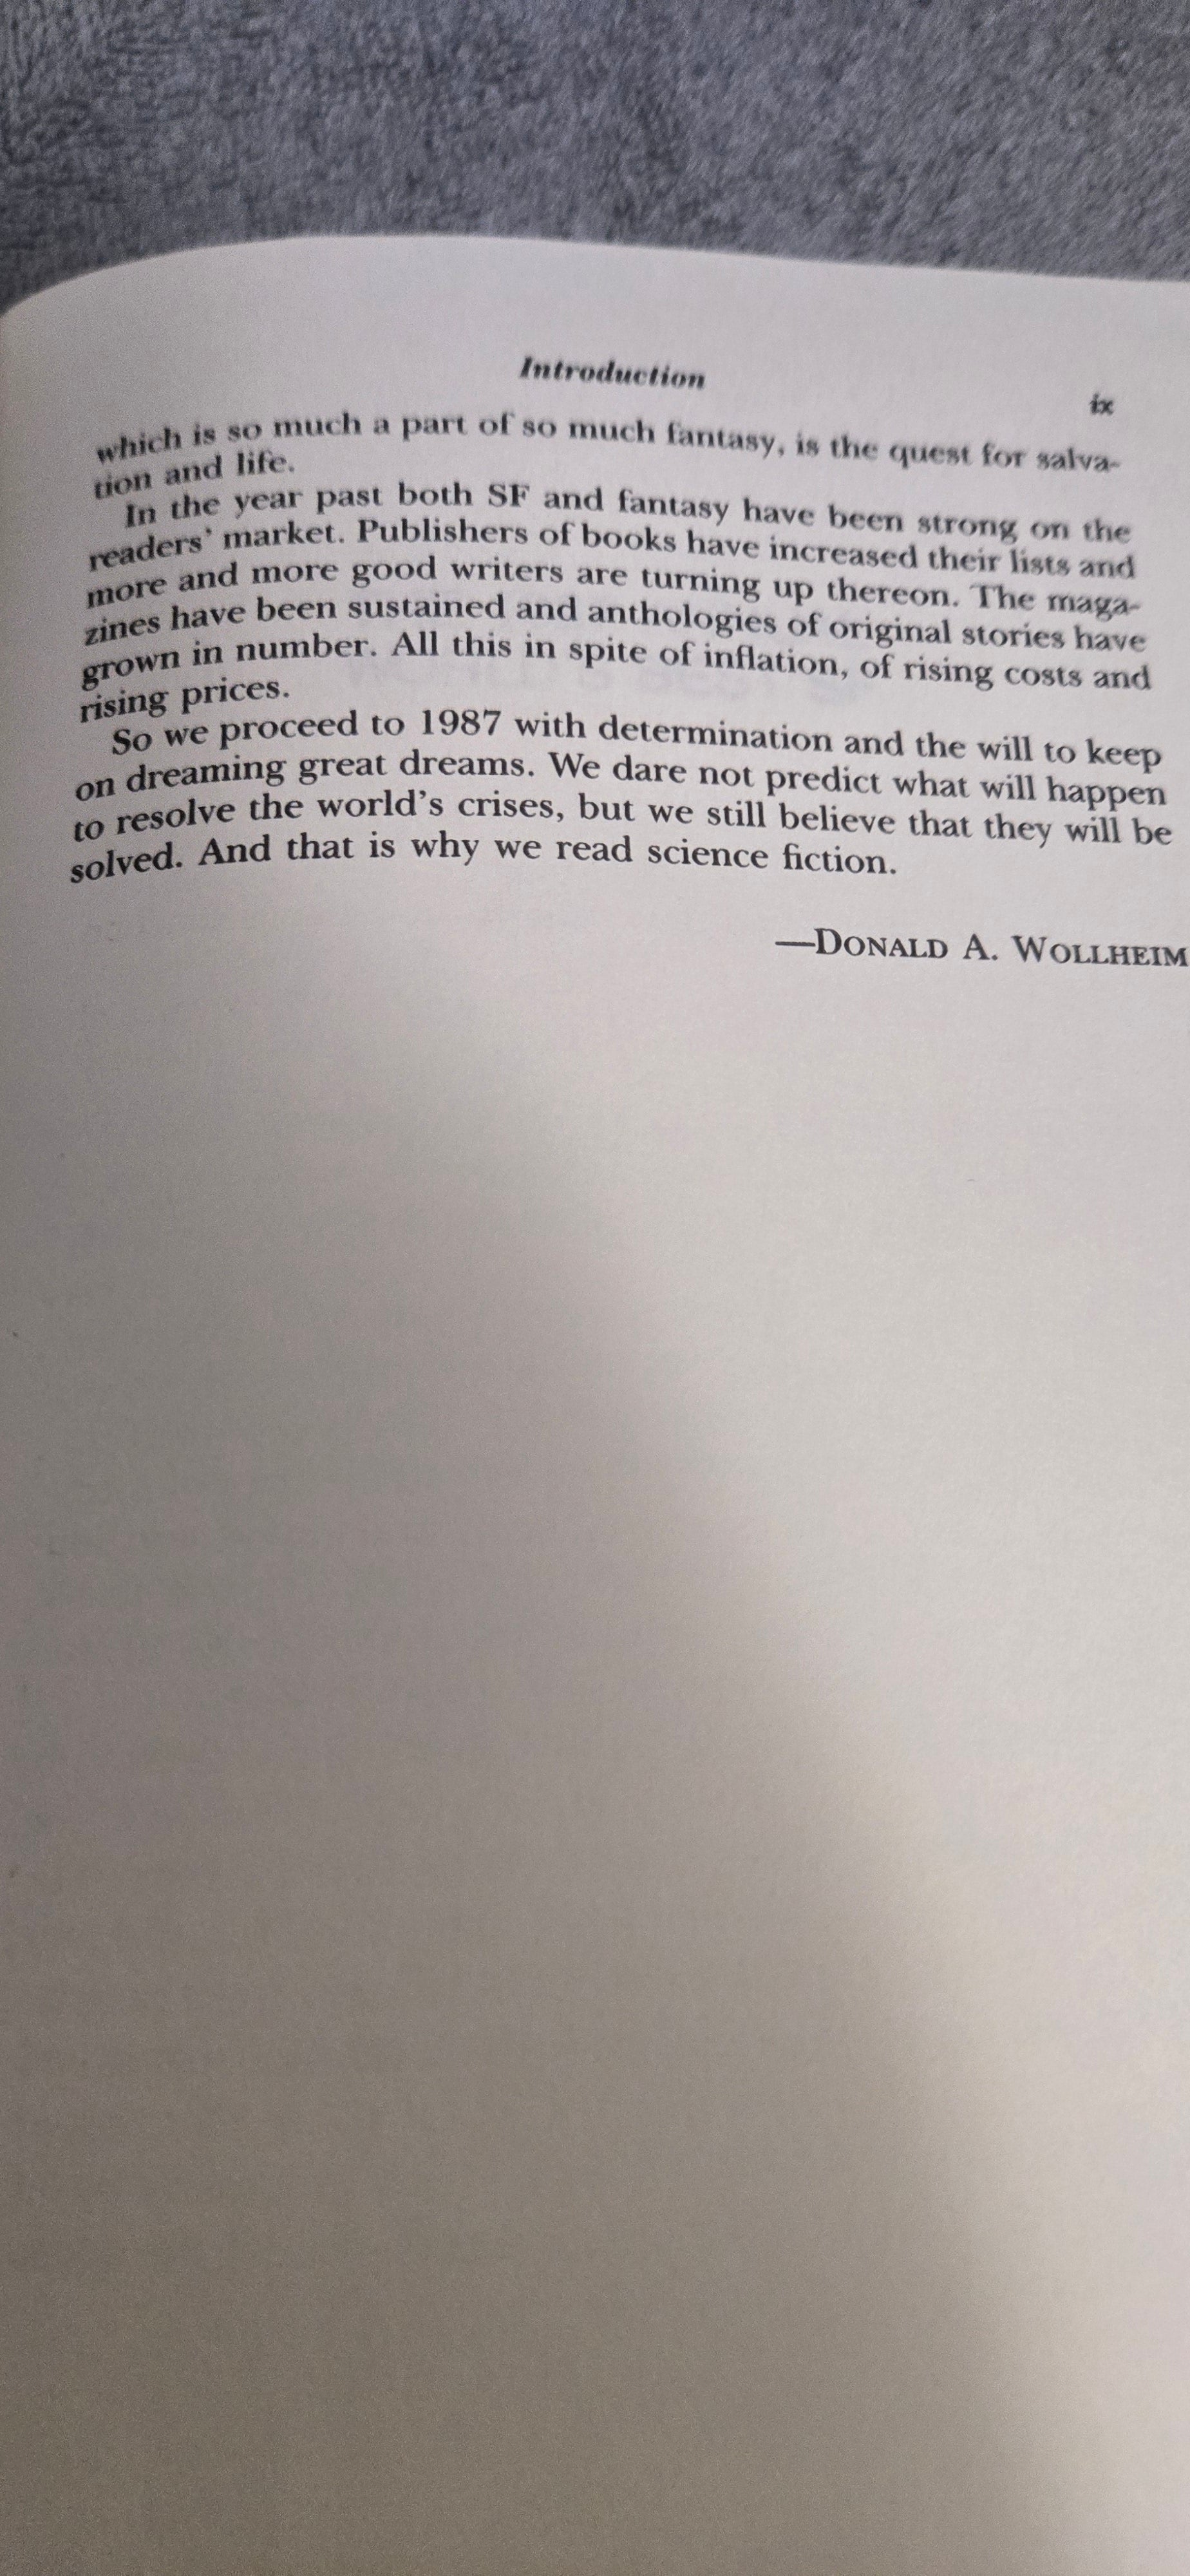 Introduction
ix
which is so much a part of so much fantasy, is the quest for salva-
tion and life.
In the year past both SF and fantasy have been strong on the
readers' market. Publishers of books have increased their lists and
more and more good writers are turning up thereon. The maga-
zines have been sustained and anthologies of original stories have
grown in number. All this in spite of inflation, of rising costs and
rising prices.
So we proceed to 1987 with determination and the will to keep
on dreaming great dreams. We dare not predict what will happen
to resolve the world's crises, but we still believe that they will be
solved. And that is why we read science fiction.
—DONALD A. WOLLHEIM